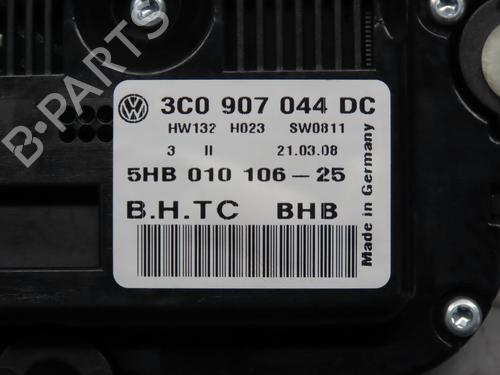 B-PARTS
3C0 907 044 DC
HW132 H023 SW0811
3 II 21.03.08
5HB 010 106-25
B.H.TC BHB
Made in Germany